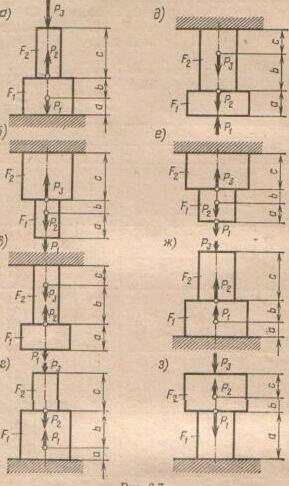 а)
P₃
F₂
P₂
c
b
F₁
P₁
a
б)
F₂
c
P₃
b
F₁
P₂
a
P₁
в)
c
F₂
P₃
b
P₂
F₁
a
P₁
г)
P₃
F₂
c
P₂
b
F₁
P₁
a
д)
c
F₂
b
P₃
F₁
P₂
a
P₁
е)
F₂
c
P₃
b
F₁
P₂
a
P₁
ж)
P₃
F₂
c
P₂
b
F₁
P₁
a
з)
P₃
F₂
P₂
c
b
F₁
P₁
a